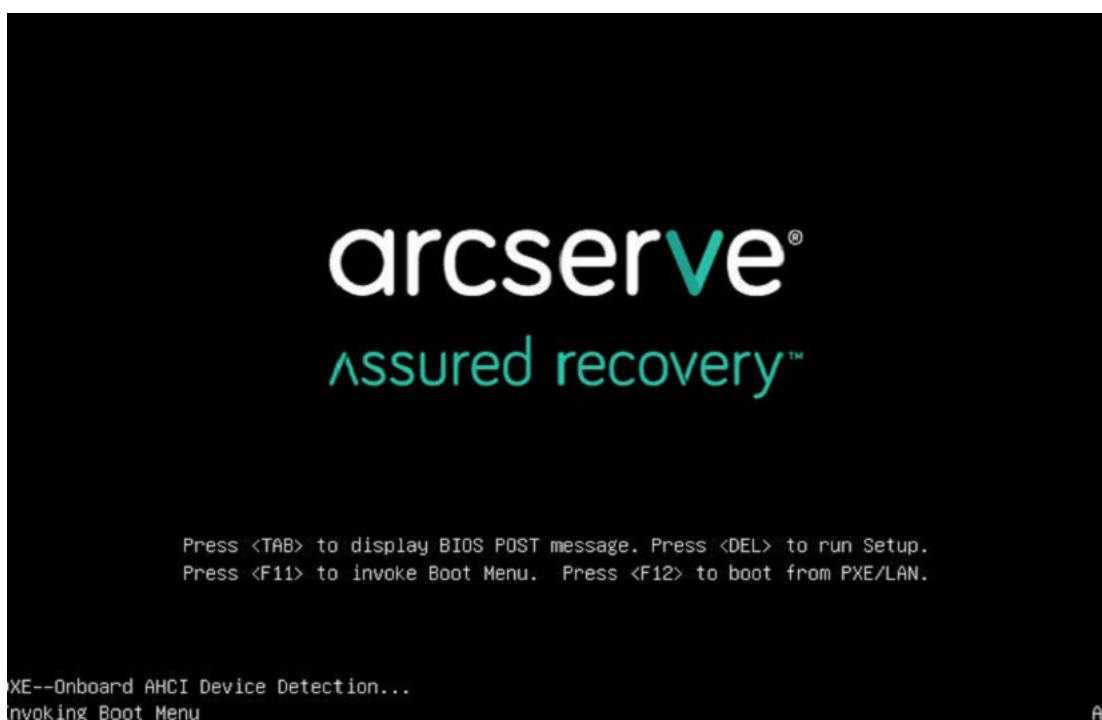 arcserve®
Assured recovery™
Press <TAB> to display BIOS POST message. Press <DEL> to run Setup.
Press <F11> to invoke Boot Menu. Press <F12> to boot from PXE/LAN.
XE--Onboard AHCI Device Detection...
nvoking Boot Menu A